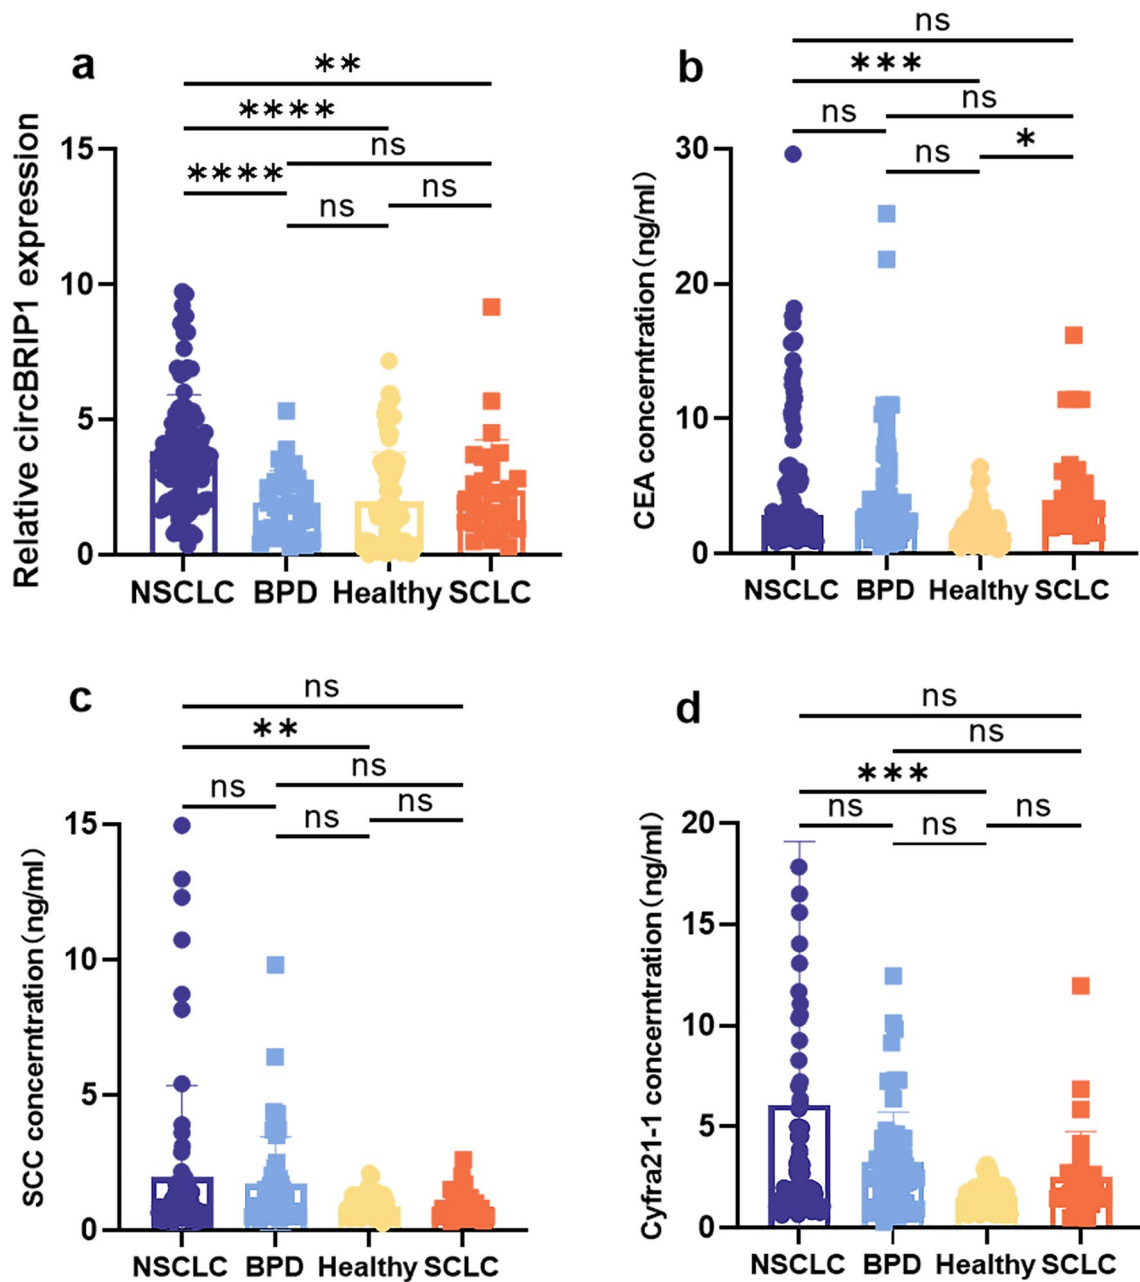 a
**
****
ns
****
ns
ns
Relative circBRIP1 expression
15
10
5
0
NSCLC BPD Healthy SCLC
b
ns
***
ns
ns
*
ns
CEA concerntration(ng/ml)
30
20
10
0
NSCLC BPD Healthy SCLC
c
ns
**
ns
ns
ns
ns
SCC concerntration(ng/ml)
15
10
5
0
NSCLC BPD Healthy SCLC
d
ns
ns
***
ns
ns
ns
Cyfra21-1 concerntration(ng/ml)
20
15
10
5
0
NSCLC BPD Healthy SCLC